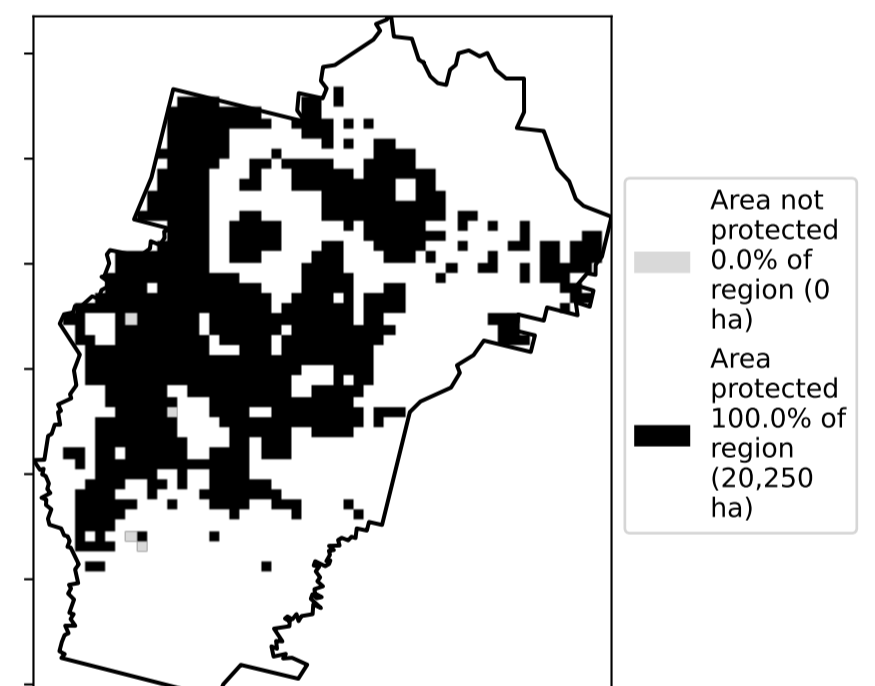 Area not
protected
0.0% of
region (0
ha)
Area
protected
100.0% of
region
(20,250
ha)